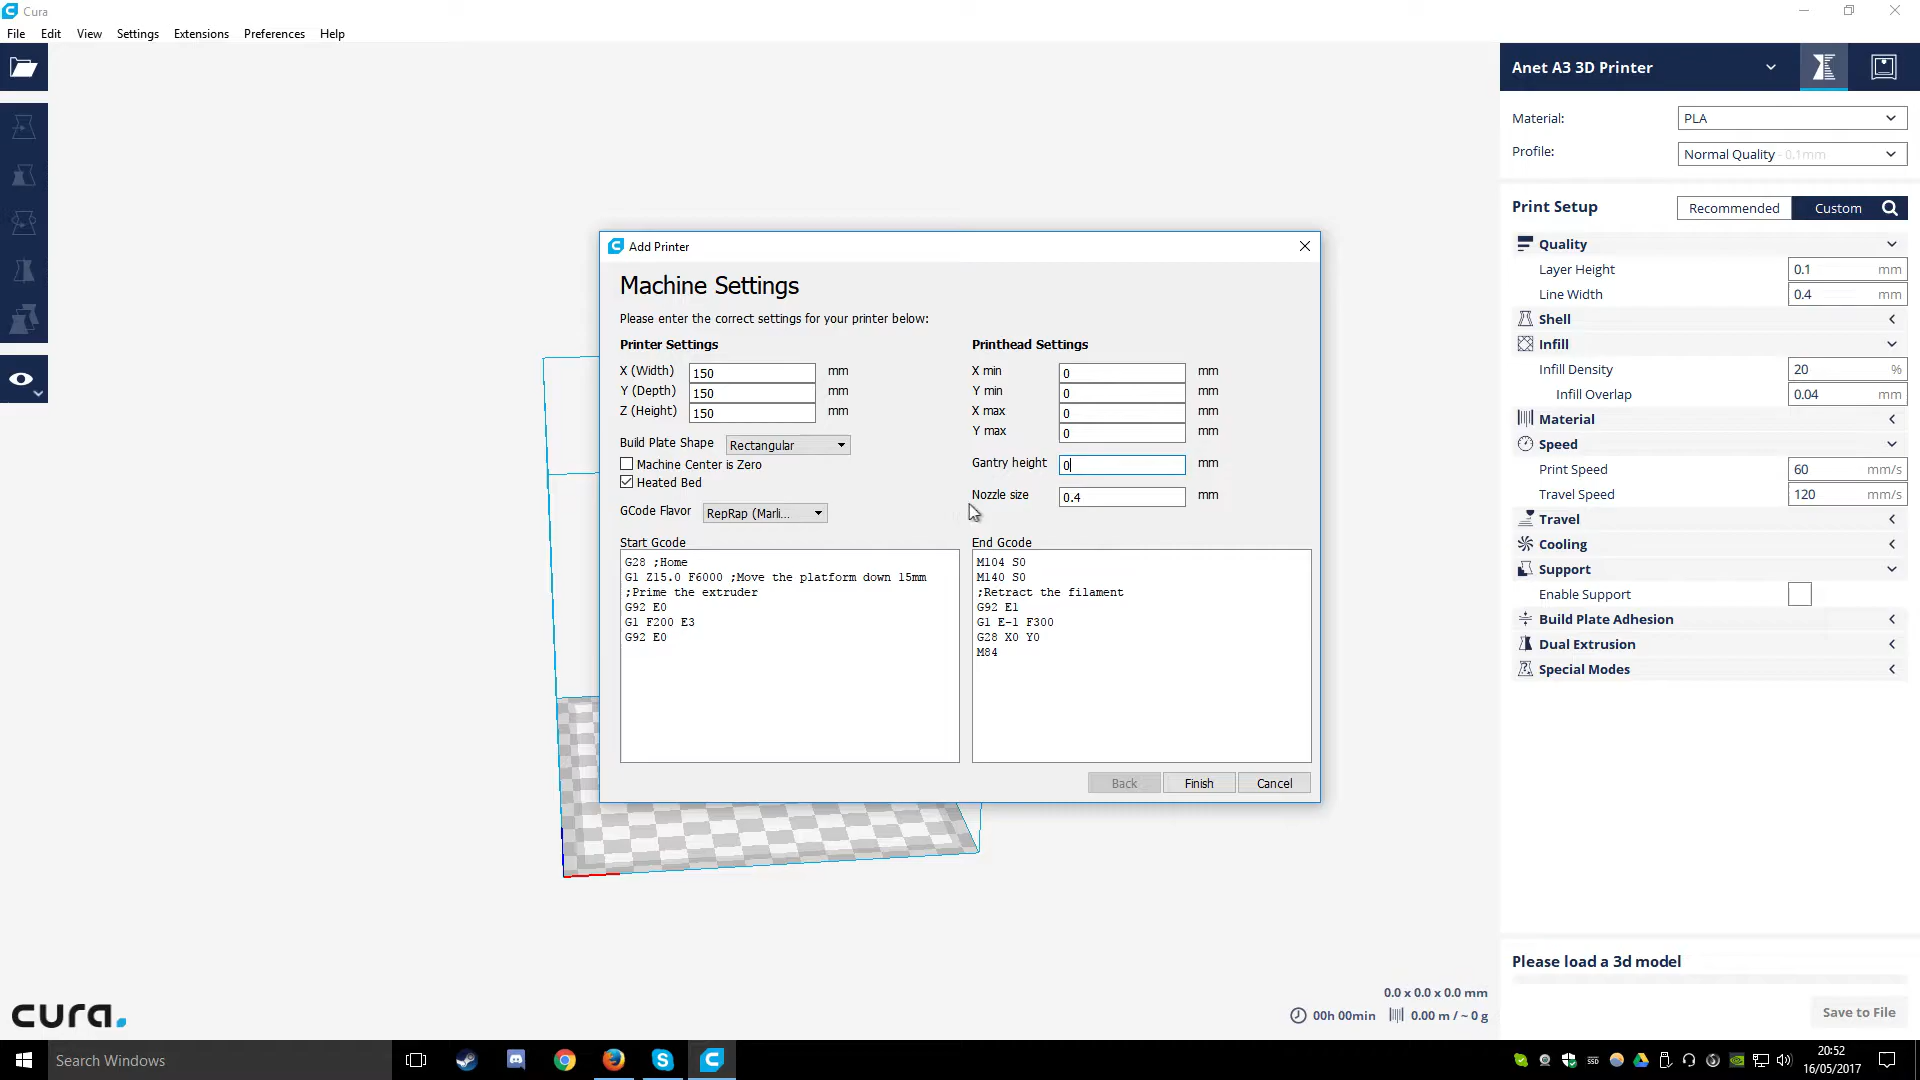 Cura
File Edit View Settings Extensions Preferences Help
Anet A3 3D Printer
Material: PLA
Profile: Normal Quality - 0.1mm
Print Setup Recommended Custom
Quality
Layer Height 0.1 mm
Line Width 0.4 mm
Shell
Infill
Infill Density 20 %
Infill Overlap 0.04 mm
Material
Speed
Print Speed 60 mm/s
Travel Speed 120 mm/s
Travel
Cooling
Support
Enable Support
Build Plate Adhesion
Dual Extrusion
Special Modes
Please load a 3d model
Save to File
Add Printer
Machine Settings
Please enter the correct settings for your printer below:
Printer Settings
X (Width) 150 mm
Y (Depth) 150 mm
Z (Height) 150 mm
Build Plate Shape Rectangular
Machine Center is Zero
Heated Bed
GCode Flavor RepRap (Marli...
Printhead Settings
X min 0 mm
Y min 0 mm
X max 0 mm
Y max 0 mm
Gantry height 0 mm
Nozzle size 0.4 mm
Start Gcode
G28 ;Home
G1 Z15.0 F6000 ;Move the platform down 15mm
;Prime the extruder
G92 E0
G1 F200 E3
G92 E0
End Gcode
M104 S0
M140 S0
;Retract the filament
G92 E1
G1 E-1 F300
G28 X0 Y0
M84
Back Finish Cancel
0.0 x 0.0 x 0.0 mm
00h 00min 0.00 m / ~ 0 g
cura.
Search Windows
SSD
20:52
16/05/2017